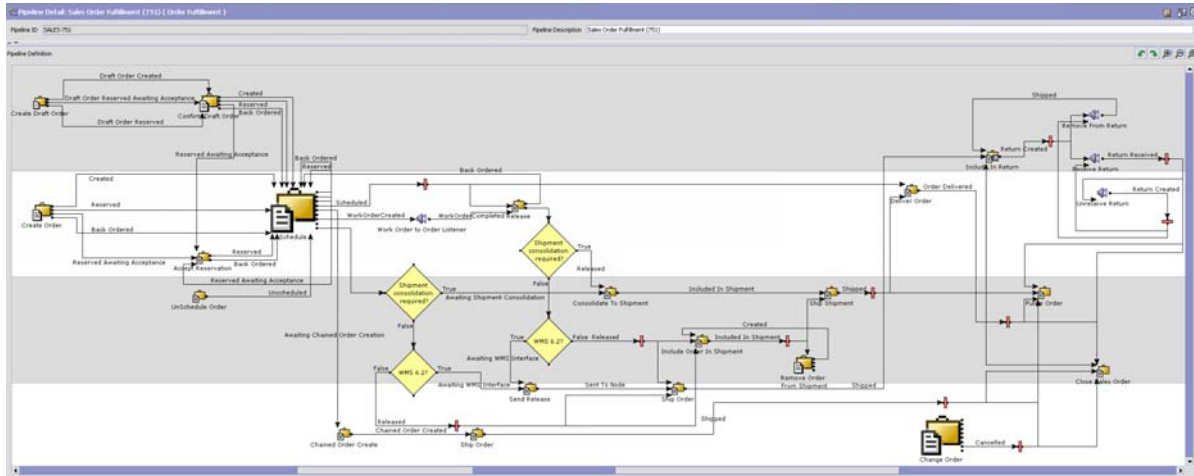 Pipeline Detail: Sales Order Fulfillment (751) ( Order Fulfillment )
Pipeline ID SALES-751 Pipeline Description Sales Order Fulfillment (751)
Pipeline Definition
Draft Order Created
Draft Order Reserved Awaiting Acceptance
Create Draft Order
Draft Order Reserved
Confirm Draft Order
Created
Reserved
Back Ordered
Reserved Awaiting Acceptance
Back Ordered
Reserved
Created
Reserved
Create Order
Back Ordered
Reserved Awaiting Acceptance
Accept Reservation
Reserved
Back Ordered
Reserved Awaiting Acceptance
Unscheduled
UnSchedule Order
Schedule
Scheduled
Back Ordered
WorkOrderCreated
Work Order to Order Listener
WorkOrderCompleted
Release
Shipment consolidation required?
True
Released
False
Shipment consolidation required?
True
Awaiting Shipment Consolidation
False
Consolidate To Shipment
Included In Shipment
Ship Shipment
Shipped
Awaiting Chained Order Creation
WMS 6.2?
True
False
Released
Awaiting WMS Interface
WMS 6.2?
False
True
Awaiting WMS Interface
Include Order In Shipment
Included In Shipment
Created
Remove Order From Shipment
Send Release
Sent To Node
Ship Order
Shipped
Released
Chained Order Created
Chained Order Create
Ship Order
Shipped
Shipped
Remove From Return
Include In Return
Return Created
Receive Return
Return Received
Unreceive Return
Return Created
Deliver Order
Order Delivered
Purge Order
Close Sales Order
Change Order
Cancelled